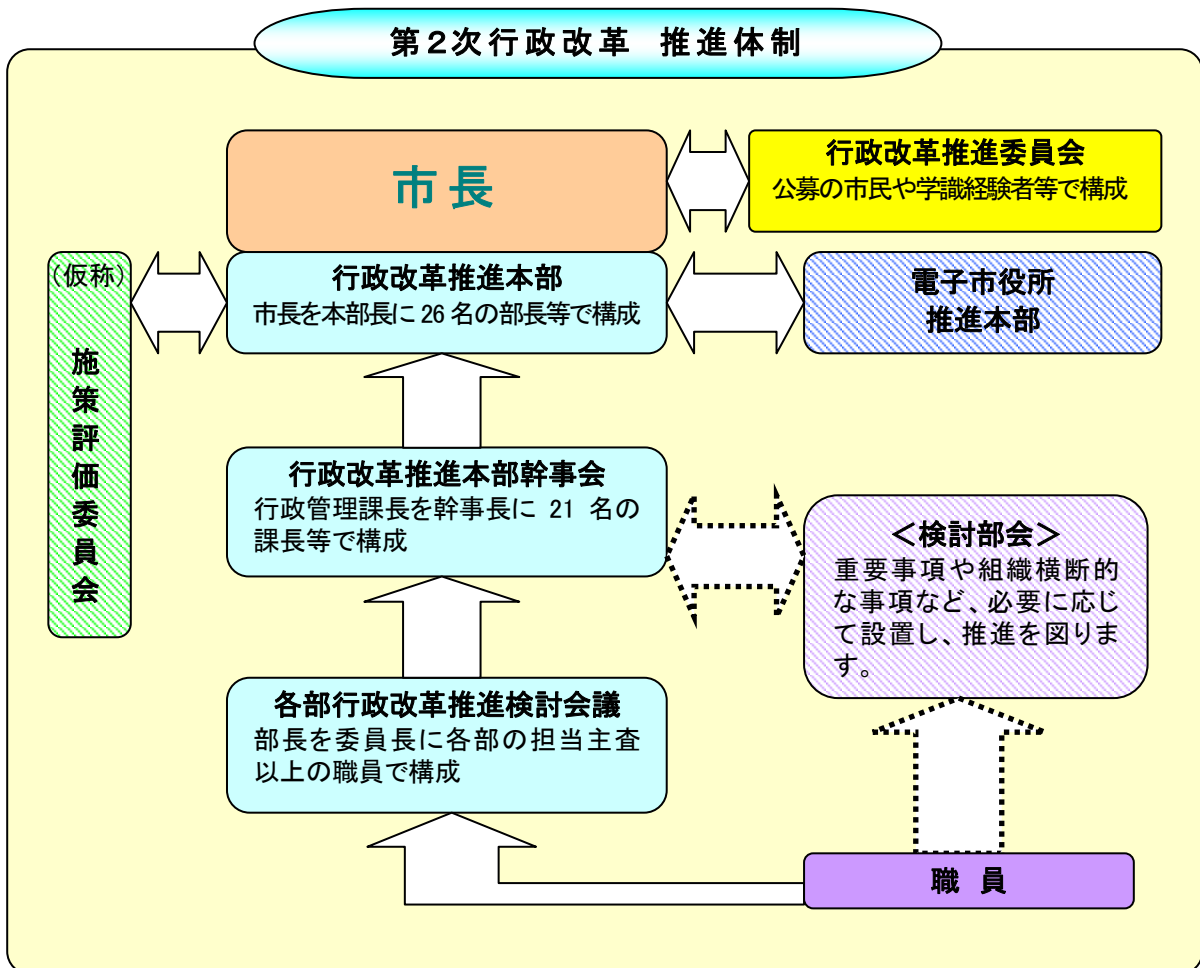 第２次行政改革　推進体制
市長
行政改革推進委員会
公募の市民や学識経験者等で構成
（仮称）
施策評価委員会
行政改革推進本部
市長を本部長に 26 名の部長等で構成
電子市役所
推進本部
行政改革推進本部幹事会
行政管理課長を幹事長に 21 名の
課長等で構成
＜検討部会＞
重要事項や組織横断的
な事項など、必要に応じ
て設置し、推進を図りま
す。
各部行政改革推進検討会議
部長を委員長に各部の担当主査
以上の職員で構成
職　員